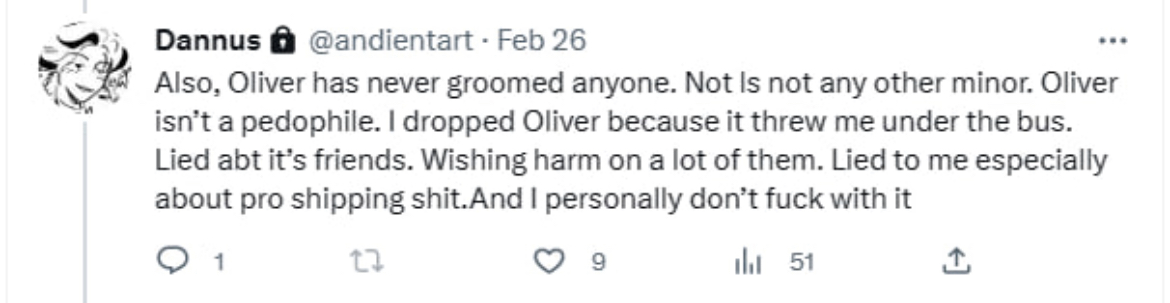 Dannus @andientart · Feb 26
Also, Oliver has never groomed anyone. Not Is not any other minor. Oliver
isn’t a pedophile. I dropped Oliver because it threw me under the bus.
Lied abt it’s friends. Wishing harm on a lot of them. Lied to me especially
about pro shipping shit.And I personally don’t fuck with it
1 9 51